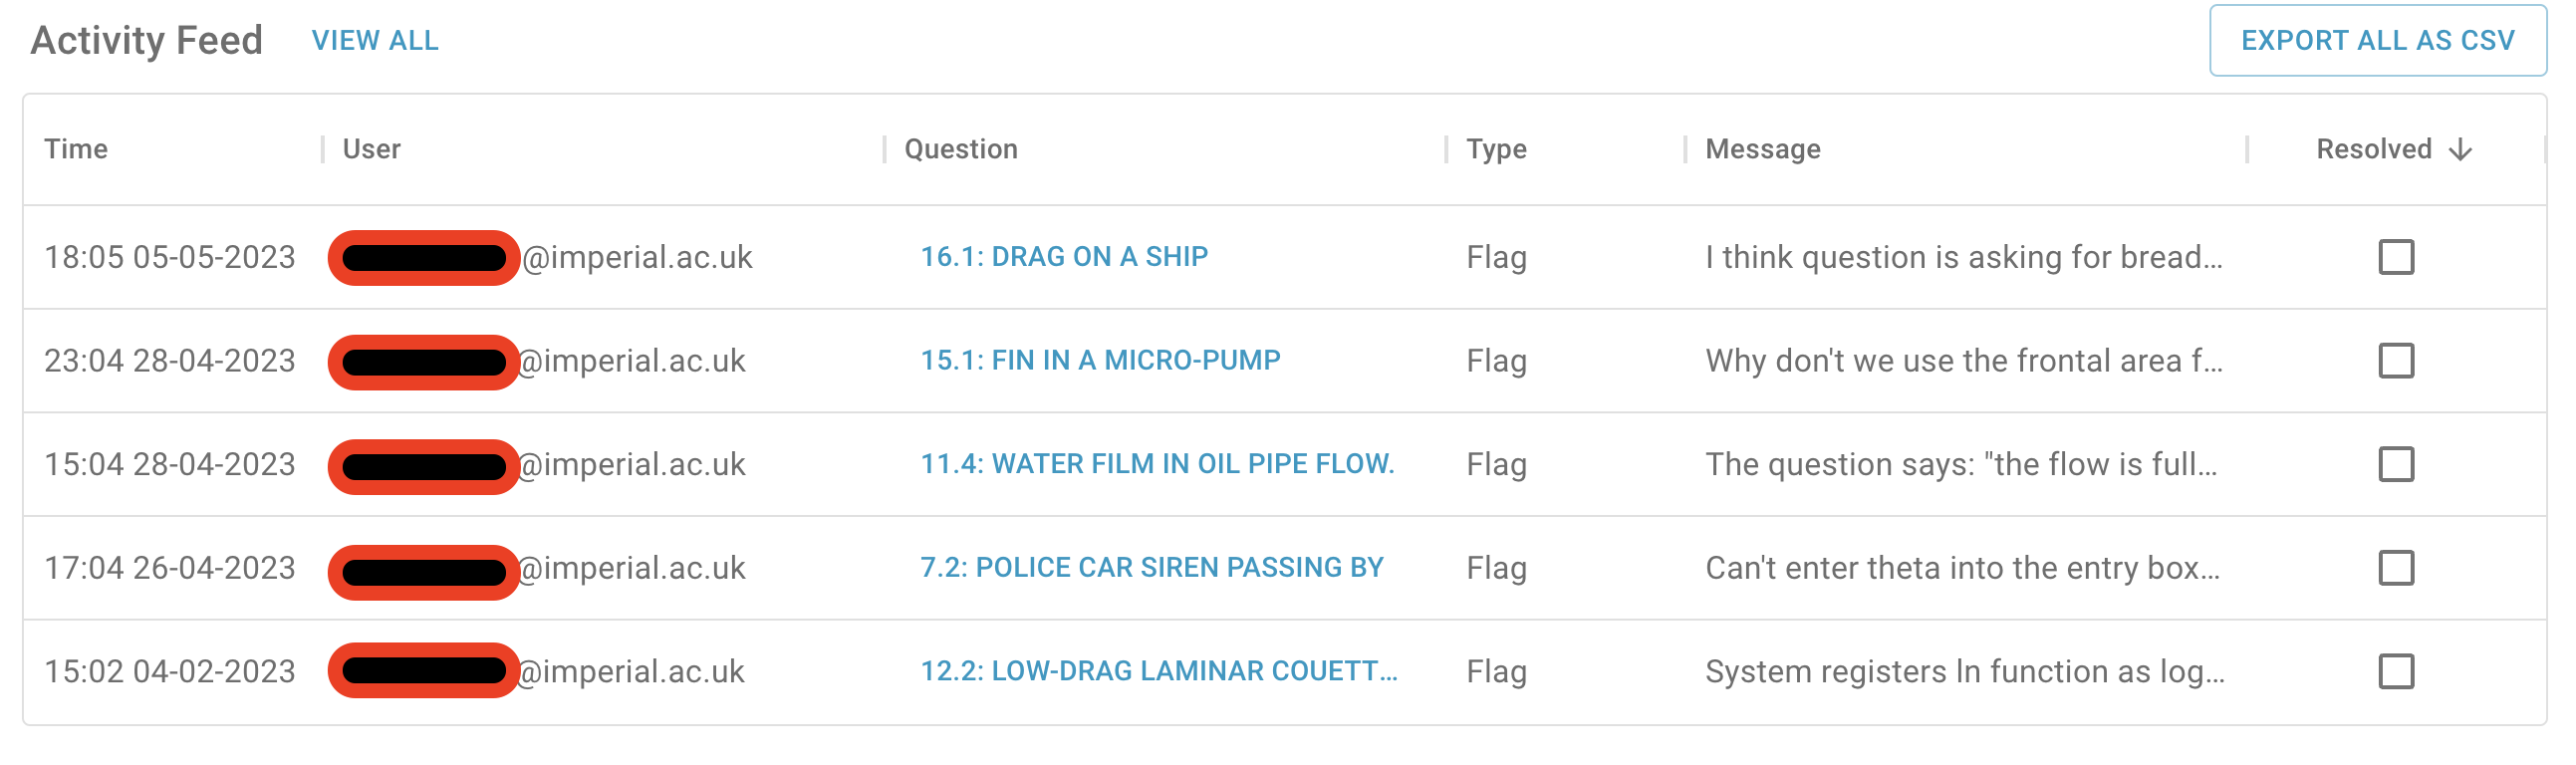 Activity Feed VIEW ALL EXPORT ALL AS CSV
Time User Question Type Message Resolved
18:05 05-05-2023 @imperial.ac.uk 16.1: DRAG ON A SHIP Flag I think question is asking for bread...
23:04 28-04-2023 @imperial.ac.uk 15.1: FIN IN A MICRO-PUMP Flag Why don't we use the frontal area f...
15:04 28-04-2023 @imperial.ac.uk 11.4: WATER FILM IN OIL PIPE FLOW. Flag The question says: "the flow is full...
17:04 26-04-2023 @imperial.ac.uk 7.2: POLICE CAR SIREN PASSING BY Flag Can't enter theta into the entry box...
15:02 04-02-2023 @imperial.ac.uk 12.2: LOW-DRAG LAMINAR COUETT... Flag System registers ln function as log...